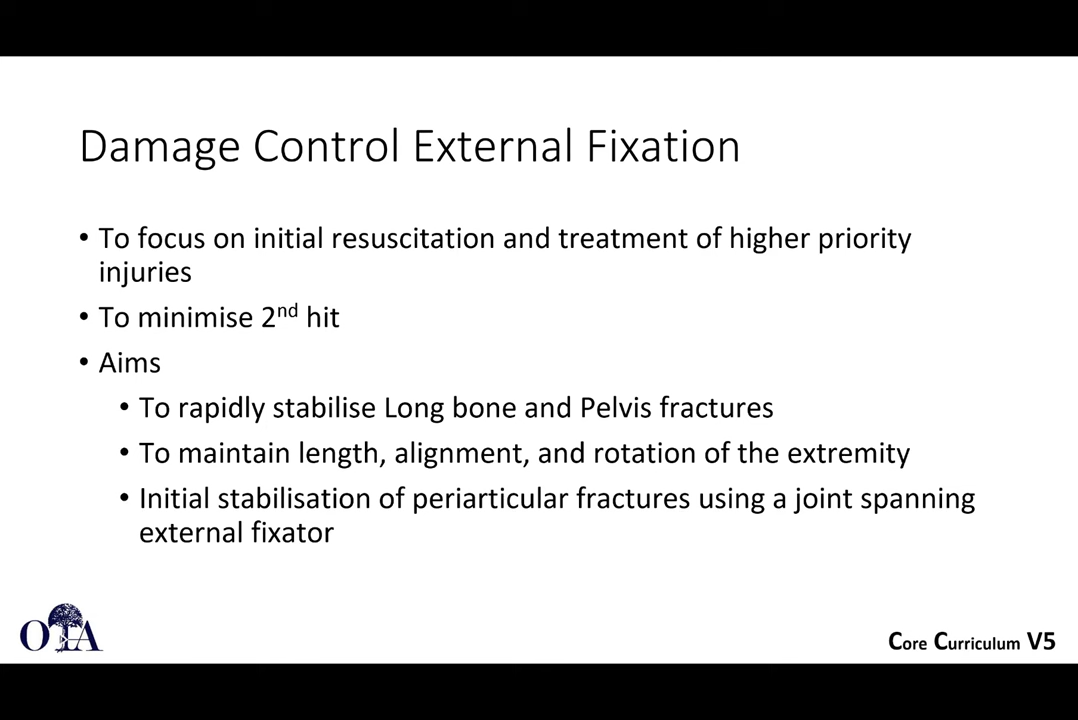 Damage Control External Fixation
• To focus on initial resuscitation and treatment of higher priority
injuries
• To minimise 2nd hit
• Aims
• To rapidly stabilise Long bone and Pelvis fractures
• To maintain length, alignment, and rotation of the extremity
• Initial stabilisation of periarticular fractures using a joint spanning
external fixator
OTA
Core Curriculum V5